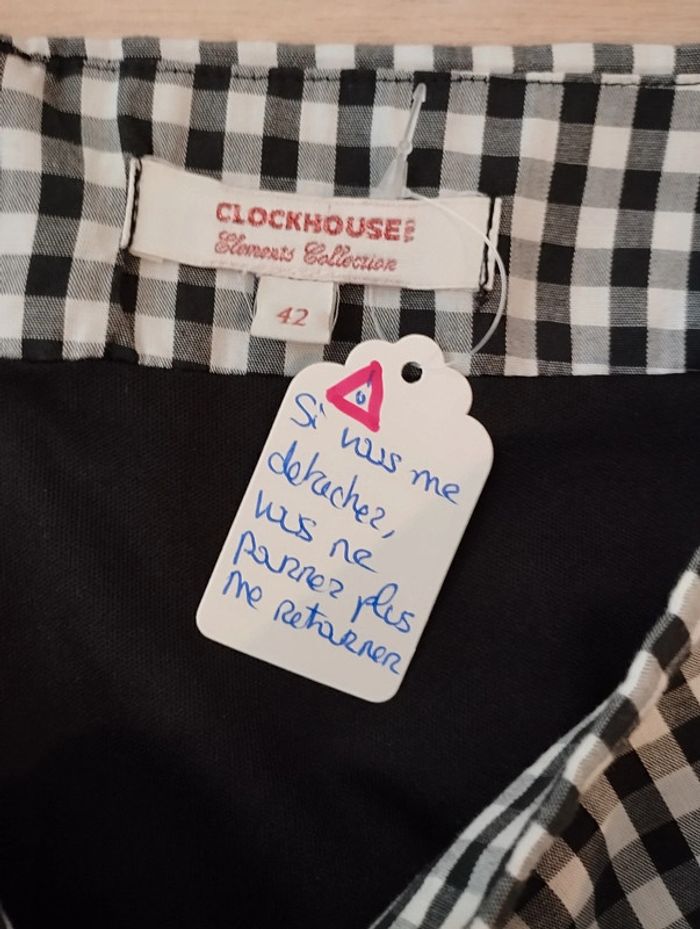 CLOCKHOUSE
Elements Collection
42
Si vous me
detachez,
vous ne
pourrez plus
me retourner